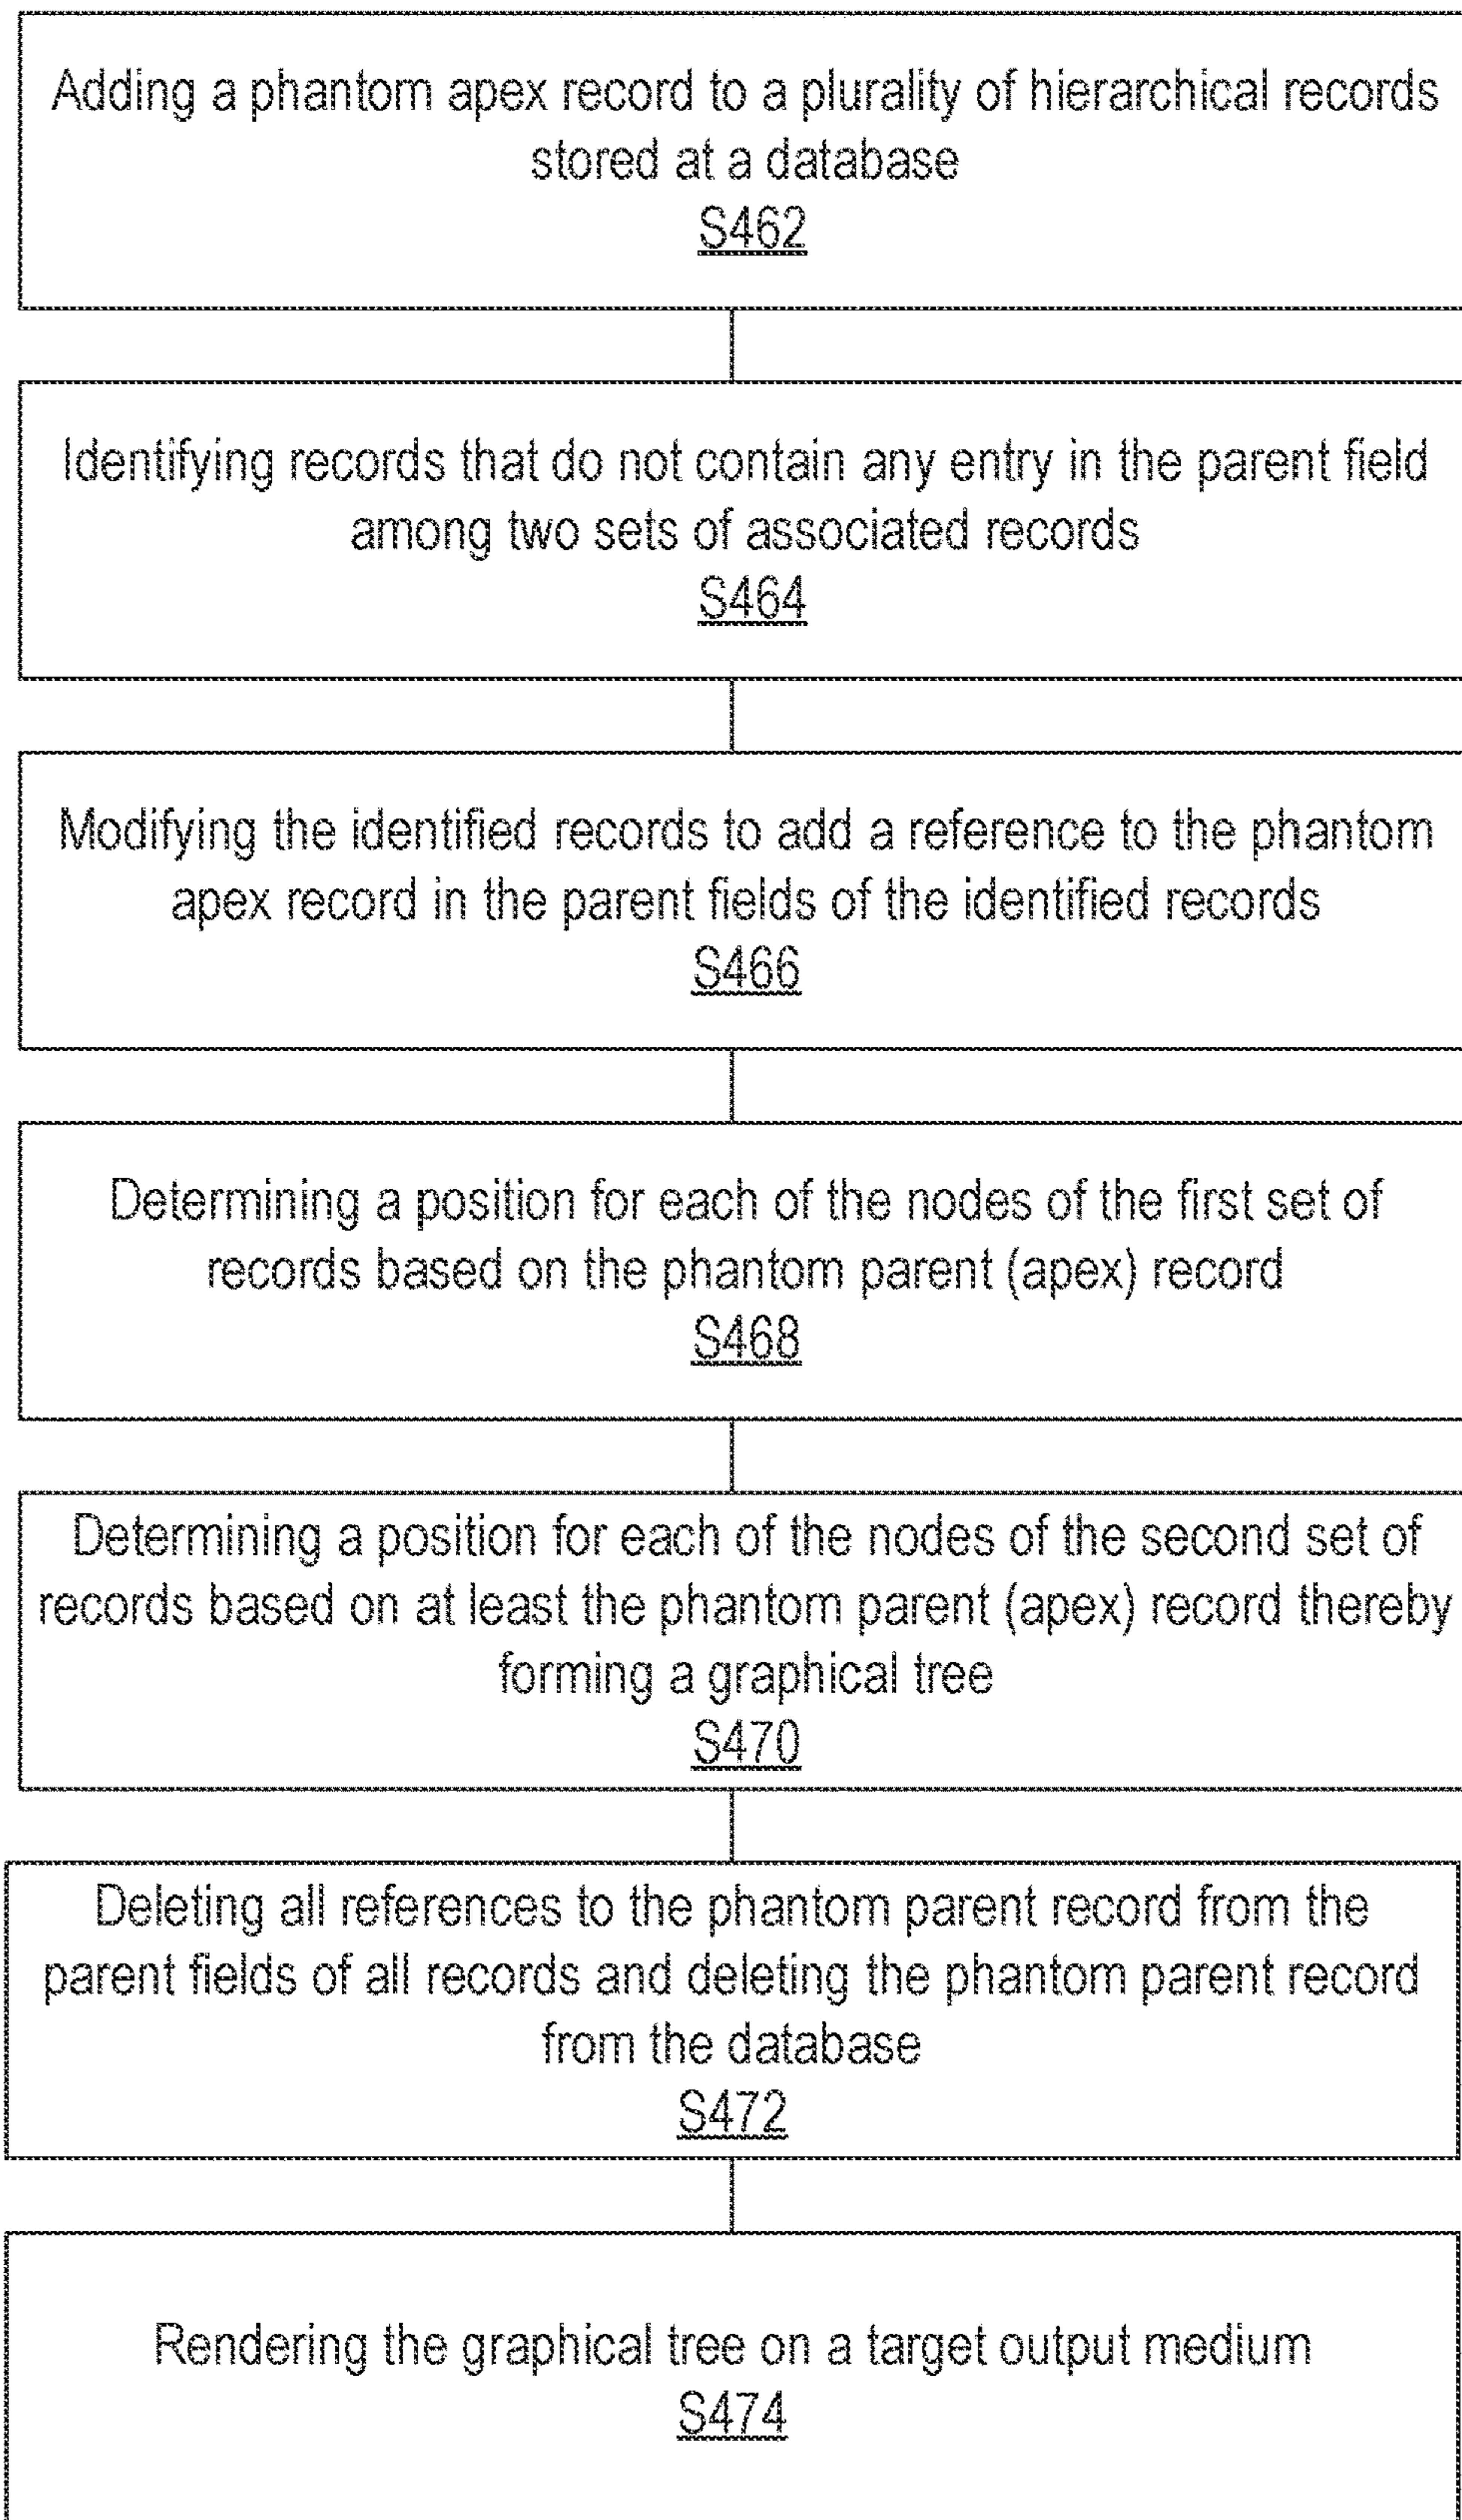 Adding a phantom apex record to a plurality of hierarchical records
stored at a database
S462
Identifying records that do not contain any entry in the parent field
among two sets of associated records
S464
Modifying the identified records to add a reference to the phantom
apex record in the parent fields of the identified records
S466
Determining a position for each of the nodes of the first set of
records based on the phantom parent (apex) record
S468
Determining a position for each of the nodes of the second set of
records based on at least the phantom parent (apex) record thereby
forming a graphical tree
S470
Deleting all references to the phantom parent record from the
parent fields of all records and deleting the phantom parent record
from the database
S472
Rendering the graphical tree on a target output medium
S474